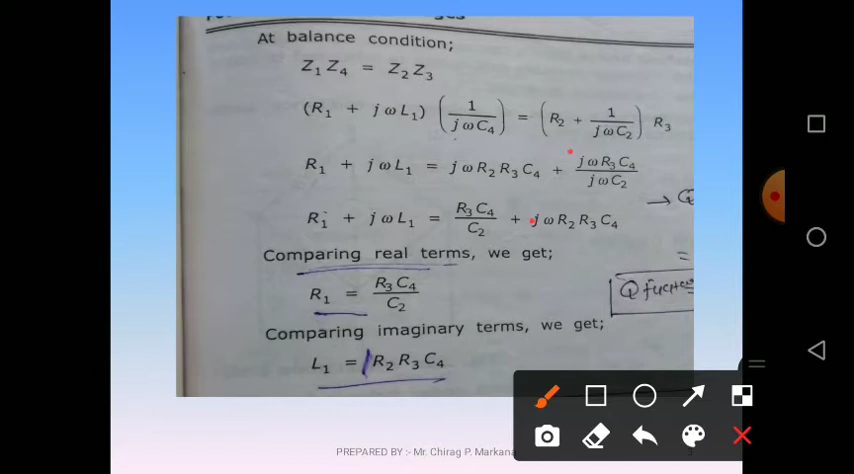 At balance condition;
Z₁ Z₄ = Z₂ Z₃
(R₁ + jωL₁) (1/jωC₄) = (R₂ + 1/jωC₂) R₃
R₁ + jωL₁ = jωR₂R₃C₄ + jωR₃C₄/jωC₂
R₁ + jωL₁ = R₃C₄/C₂ + jωR₂R₃C₄
→ Q
Comparing real terms, we get;
=
R₁ = R₃C₄/C₂
Comparing imaginary terms, we get;
L₁ = R₂R₃C₄
PREPARED BY :- Mr. Chirag P.